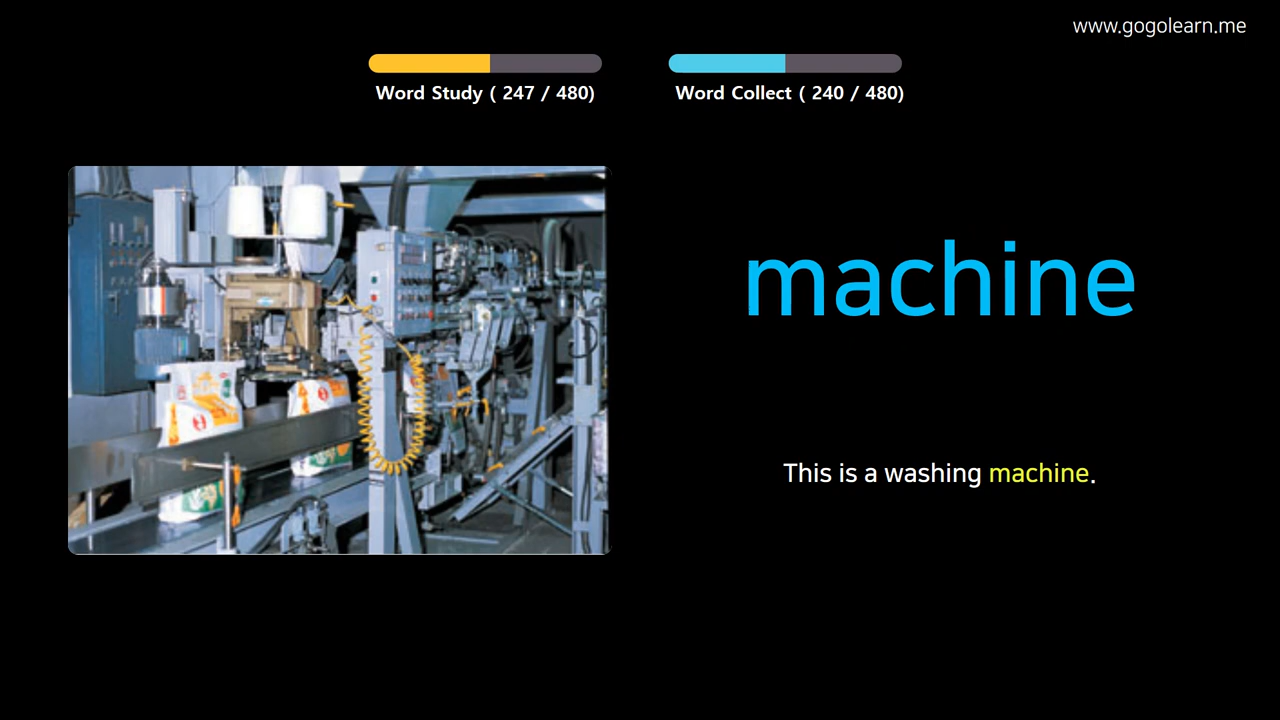 www.gogolearn.me
Word Study ( 247 / 480)
Word Collect ( 240 / 480)
machine
This is a washing machine.